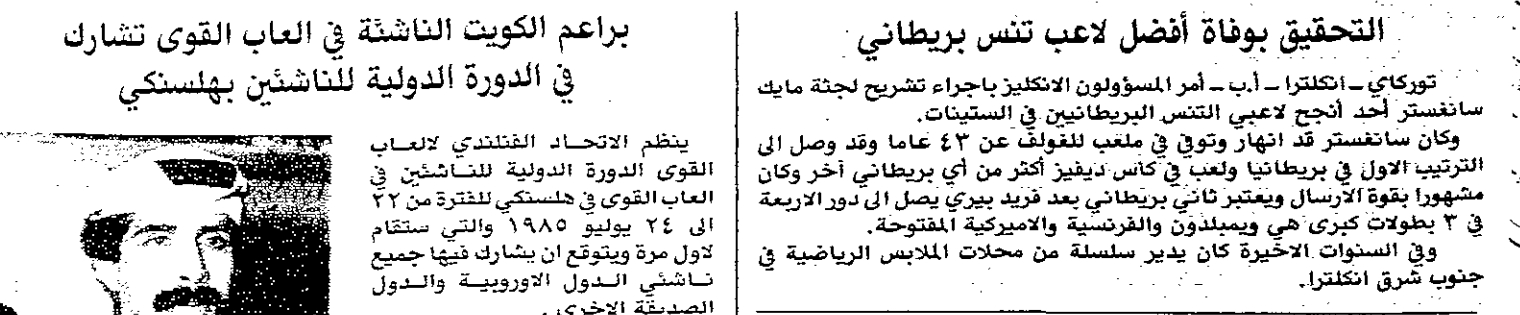 التحقيق بوفاة أفضل لاعب تنس بريطاني
توركاي ــ انكلترا ــ أ.ب ــ أمر المسؤولون الانكليز باجراء تشريح لجثة مايك
سانغستر أحد أنجح لاعبي التنس البريطانيين في الستينات.
وكان سانغستر قد انهار وتوفي في ملعب للغولف عن ٤٣ عاما وقد وصل الى
الترتيب الاول في بريطانيا ولعب في كاس ديفيز أكثر من أي بريطاني آخر وكان
مشهورا بقوة الارسال ويعتبر ثاني بريطاني بعد فريد بيري يصل الى دور الاربعة
في ٣ بطولات كبرى هي ويمبلدون والفرنسية والاميركية المفتوحة.
وفي السنوات الاخيرة كان يدير سلسلة من محلات الملابس الرياضية في
جنوب شرق انكلترا.
براعم الكويت الناشئة في العاب القوى تشارك
في الدورة الدولية للناشئين بهلسنكي
ينظم الاتحاد الفنلندي لالعاب
القوى الدورة الدولية للناشئين في
العاب القوى في هلسنكي للفترة من ٢٢
الى ٢٤ يوليو ١٩٨٥ والتي ستقام
لاول مرة ويتوقع ان يشارك فيها جميع
ناشئي الدول الاوروبية والدول
الصديقة الاخرى.